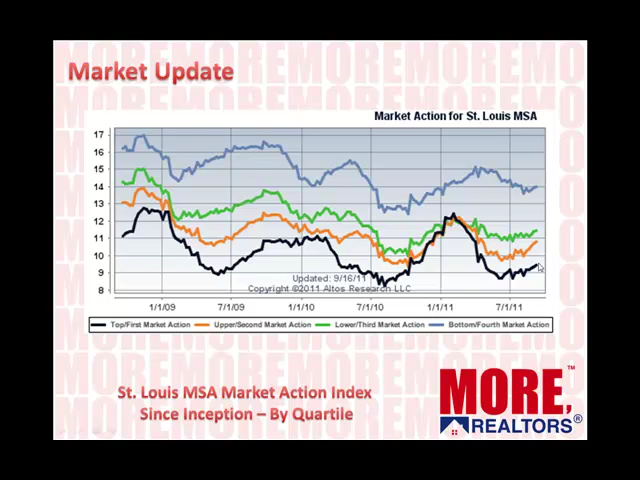 Market Update
Market Action for St. Louis MSA
17
16
15
14
13
12
11
10
9
8
Updated: 9/16/11
Copyright ©2011 Altos Research LLC
1/1/09 7/1/09 1/1/10 7/1/10 1/1/11 7/1/11
Top/First Market Action Upper/Second Market Action Lower/Third Market Action Bottom/Fourth Market Action
St. Louis MSA Market Action Index
Since Inception – By Quartile
MORE,™
REALTORS®